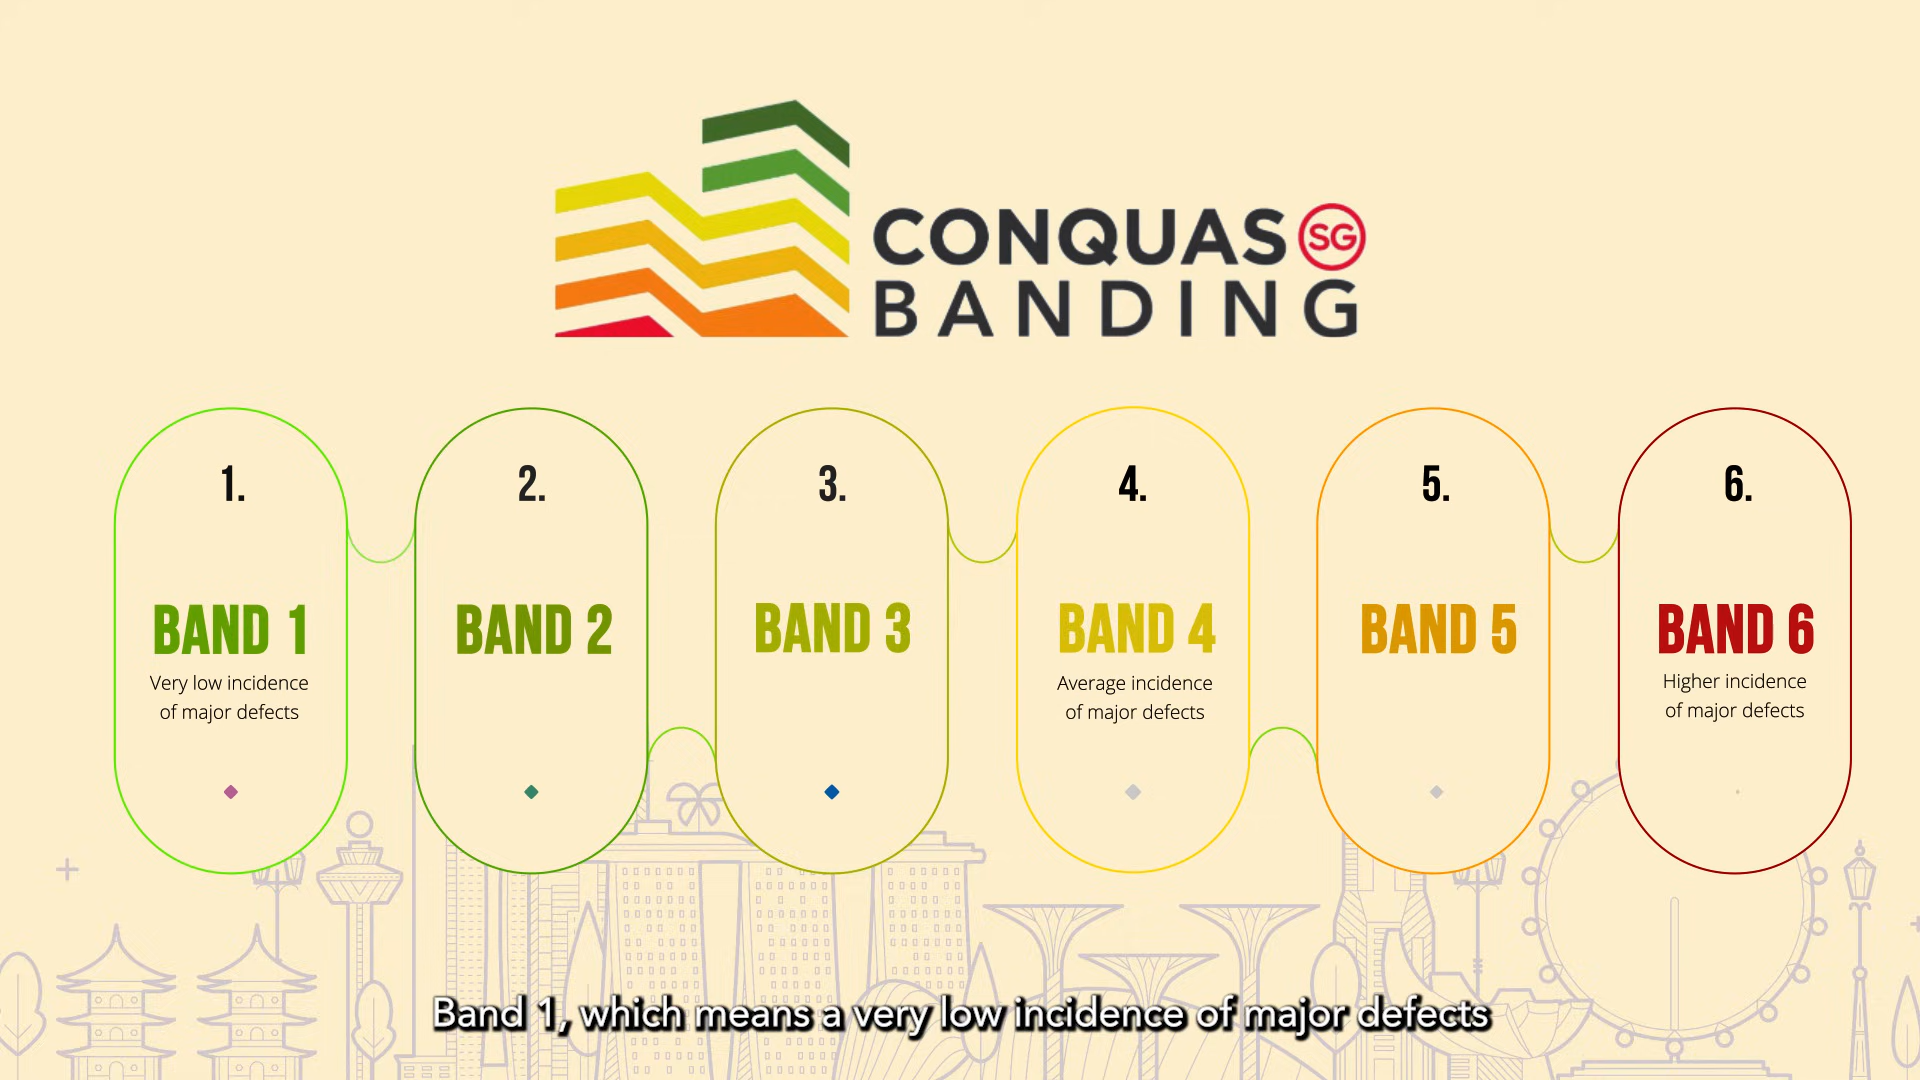 CONQUAS SG
BANDING
1.
BAND 1
Very low incidence
of major defects
2.
BAND 2
3.
BAND 3
4.
BAND 4
Average incidence
of major defects
5.
BAND 5
6.
BAND 6
Higher incidence
of major defects
Band 1, which means a very low incidence of major defects